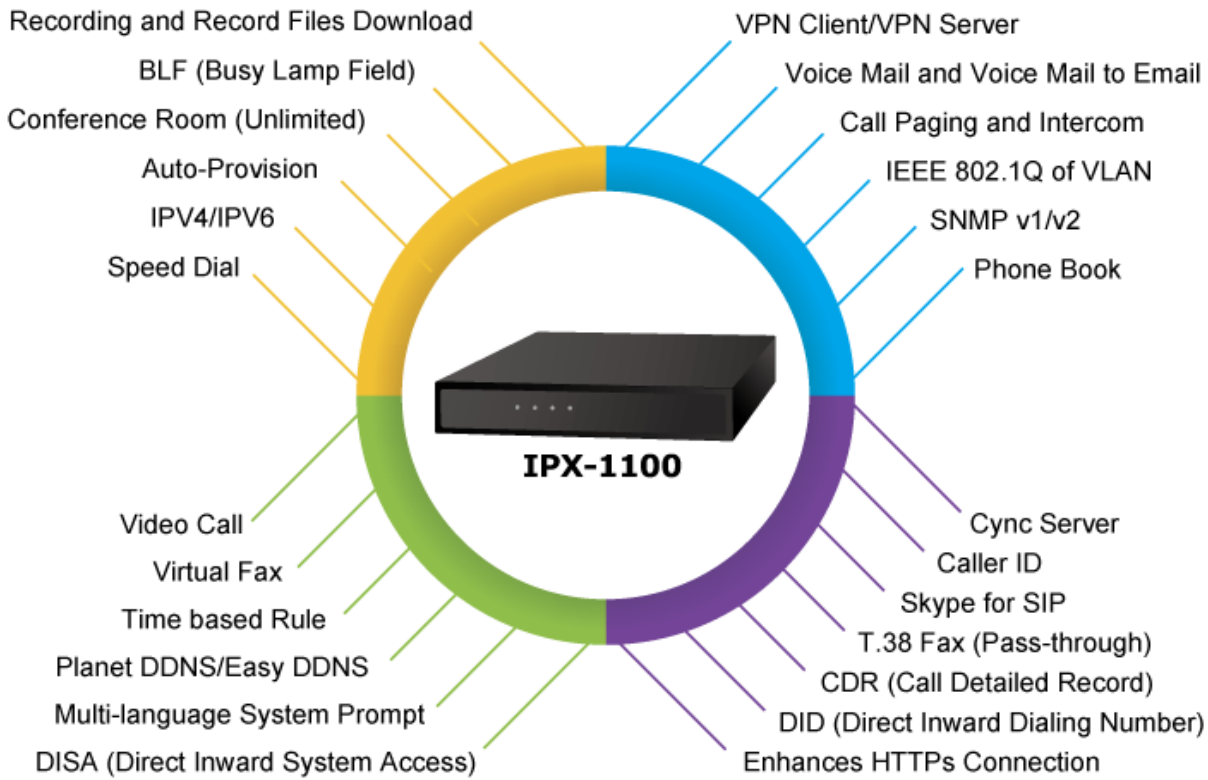 Recording and Record Files Download
BLF (Busy Lamp Field)
Conference Room (Unlimited)
Auto-Provision
IPV4/IPV6
Speed Dial
VPN Client/VPN Server
Voice Mail and Voice Mail to Email
Call Paging and Intercom
IEEE 802.1Q of VLAN
SNMP v1/v2
Phone Book
IPX-1100
Video Call
Virtual Fax
Time based Rule
Planet DDNS/Easy DDNS
Multi-language System Prompt
DISA (Direct Inward System Access)
Cync Server
Caller ID
Skype for SIP
T.38 Fax (Pass-through)
CDR (Call Detailed Record)
DID (Direct Inward Dialing Number)
Enhances HTTPs Connection